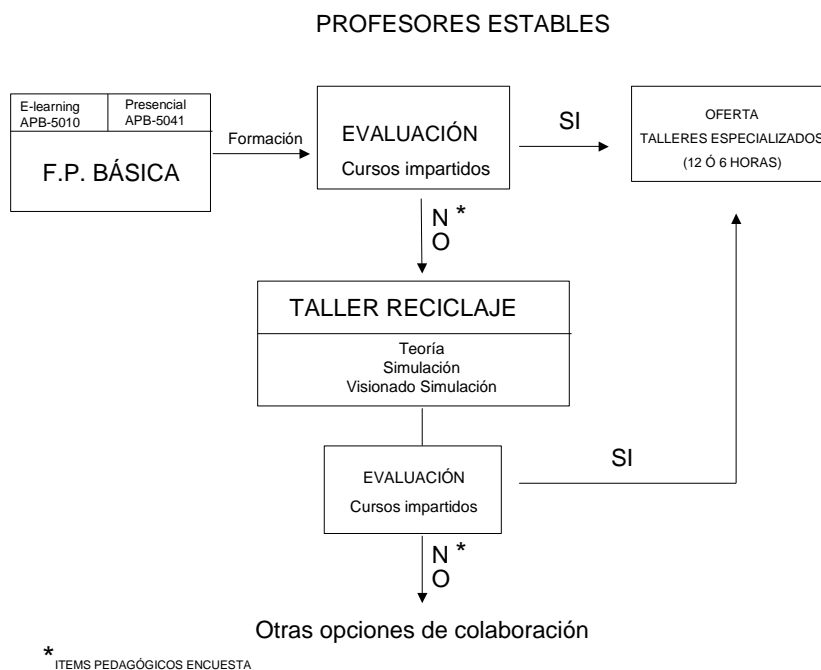 PROFESORES ESTABLES
E-learning
APB-5010
Presencial
APB-5041
F.P. BÁSICA
Formación
EVALUACIÓN
Cursos impartidos
SI
OFERTA
TALLERES ESPECIALIZADOS
(12 Ó 6 HORAS)
N *
O
TALLER RECICLAJE
Teoría
Simulación
Visionado Simulación
EVALUACIÓN
Cursos impartidos
SI
N *
O
Otras opciones de colaboración
* ITEMS PEDAGÓGICOS ENCUESTA